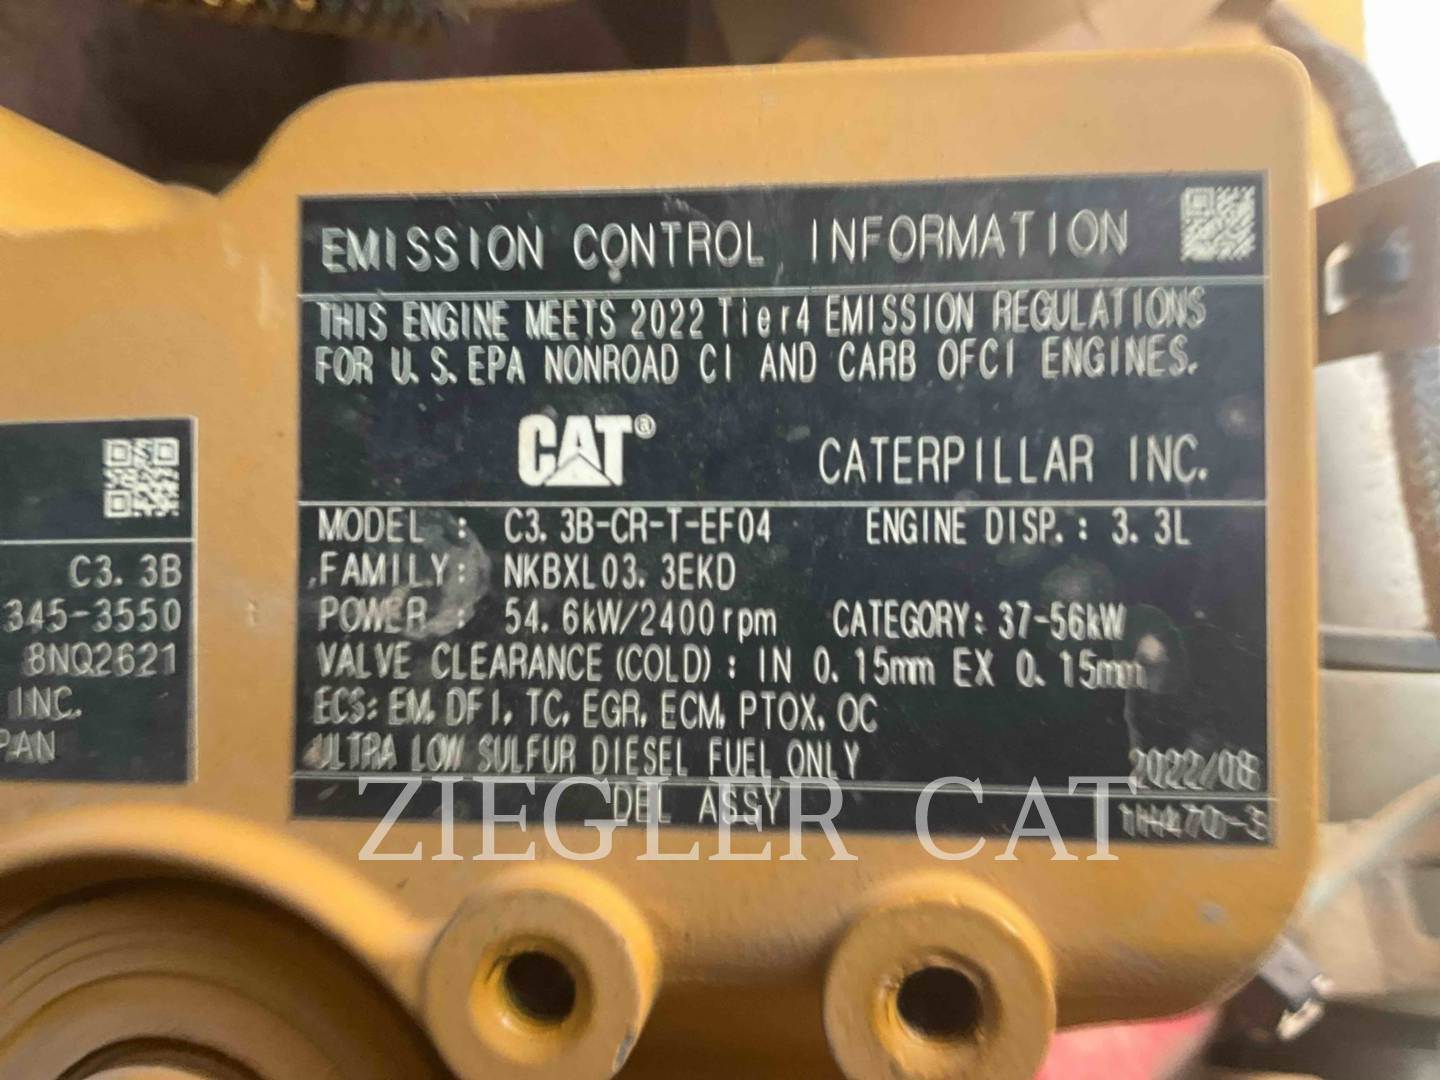 EMISSION CONTROL INFORMATION
THIS ENGINE MEETS 2022 Tier4 EMISSION REGULATIONS
FOR U.S.EPA NONROAD CI AND CARB OFCI ENGINES.
CAT® CATERPILLAR INC.
MODEL : C3.3B-CR-T-EF04 ENGINE DISP.: 3.3L
FAMILY: NKBXL03.3EKD
POWER : 54.6kW/2400rpm CATEGORY: 37-56kW
VALVE CLEARANCE(COLD): IN 0.15mm EX 0.15mm
ECS: EM, DFI, TC, EGR, ECM, PTOX, OC
ULTRA LOW SULFUR DIESEL FUEL ONLY 2022/08
DEL ASSY
C3.3B
345-3550
8NQ2621
INC.
PAN
ZIEGLER CAT